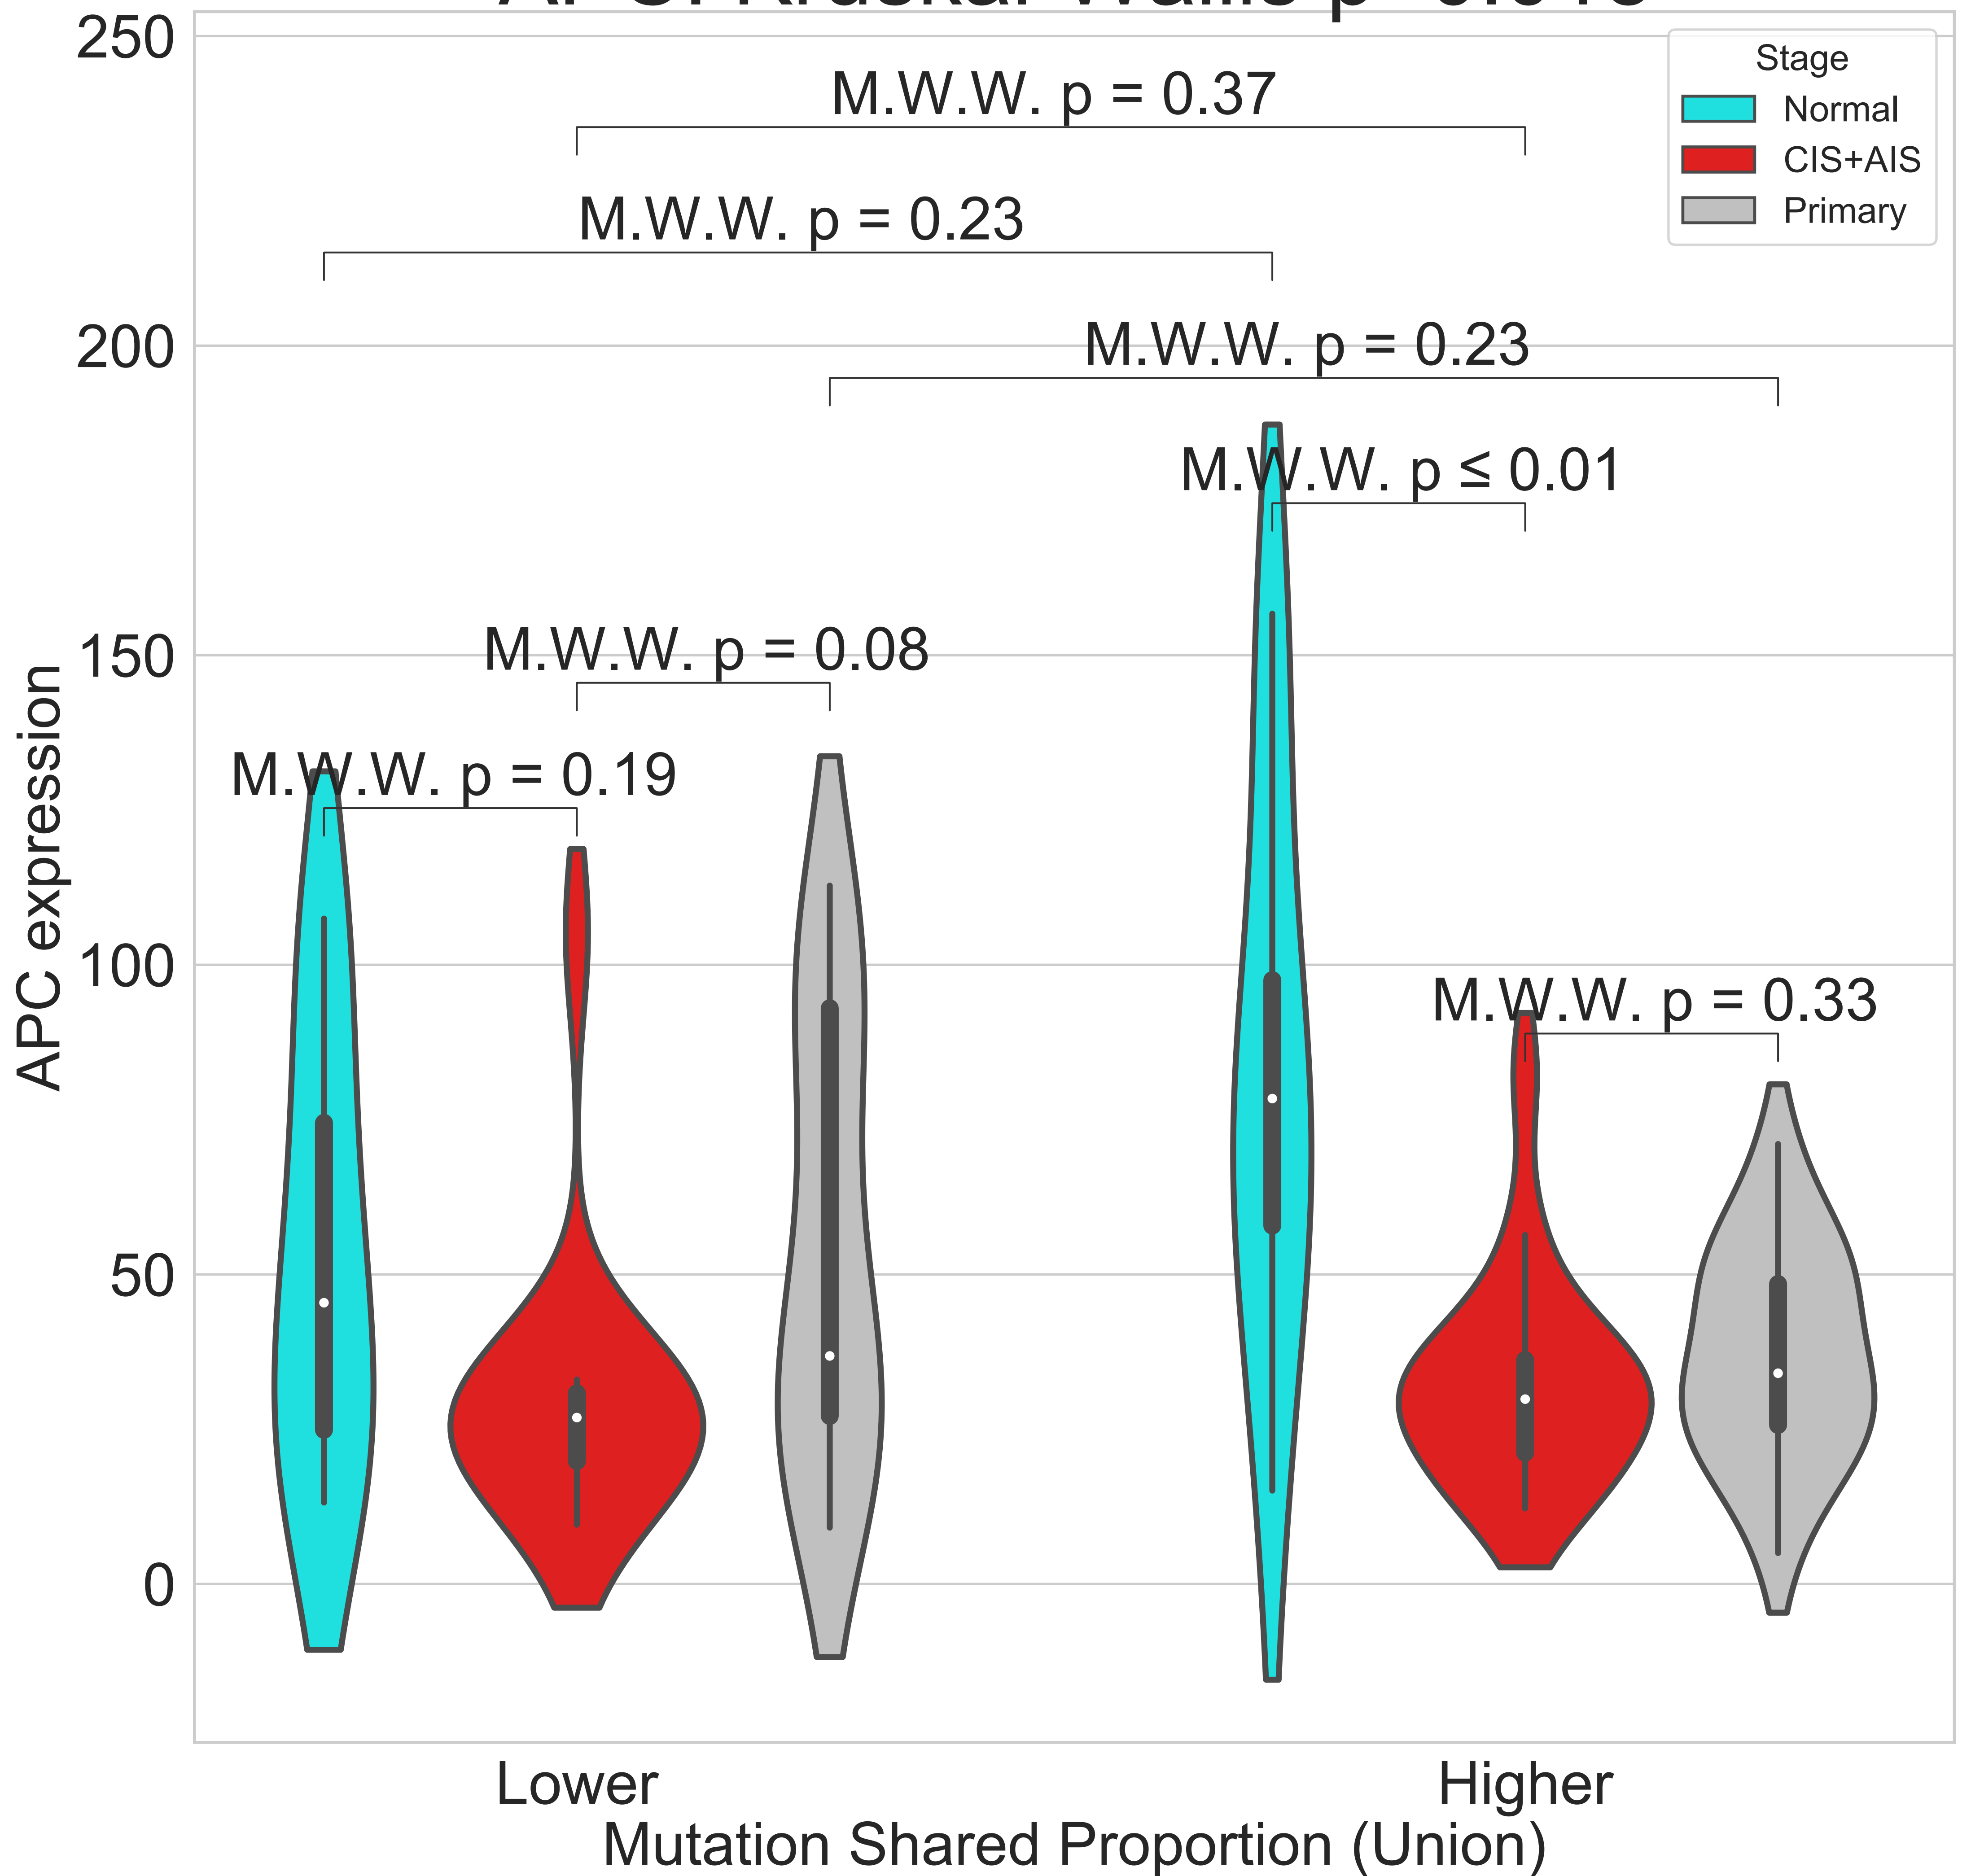 250
M.W.W. p = 0.37
M.W.W. p = 0.23
200
M.W.W. p = 0.23
M.W.W. p ≤ 0.01
150
M.W.W. p = 0.08
M.W.W. p = 0.19
100
M.W.W. p = 0.33
50
0
APC expression
Stage
Normal
CIS+AIS
Primary
Lower
Higher
Mutation Shared Proportion (Union)